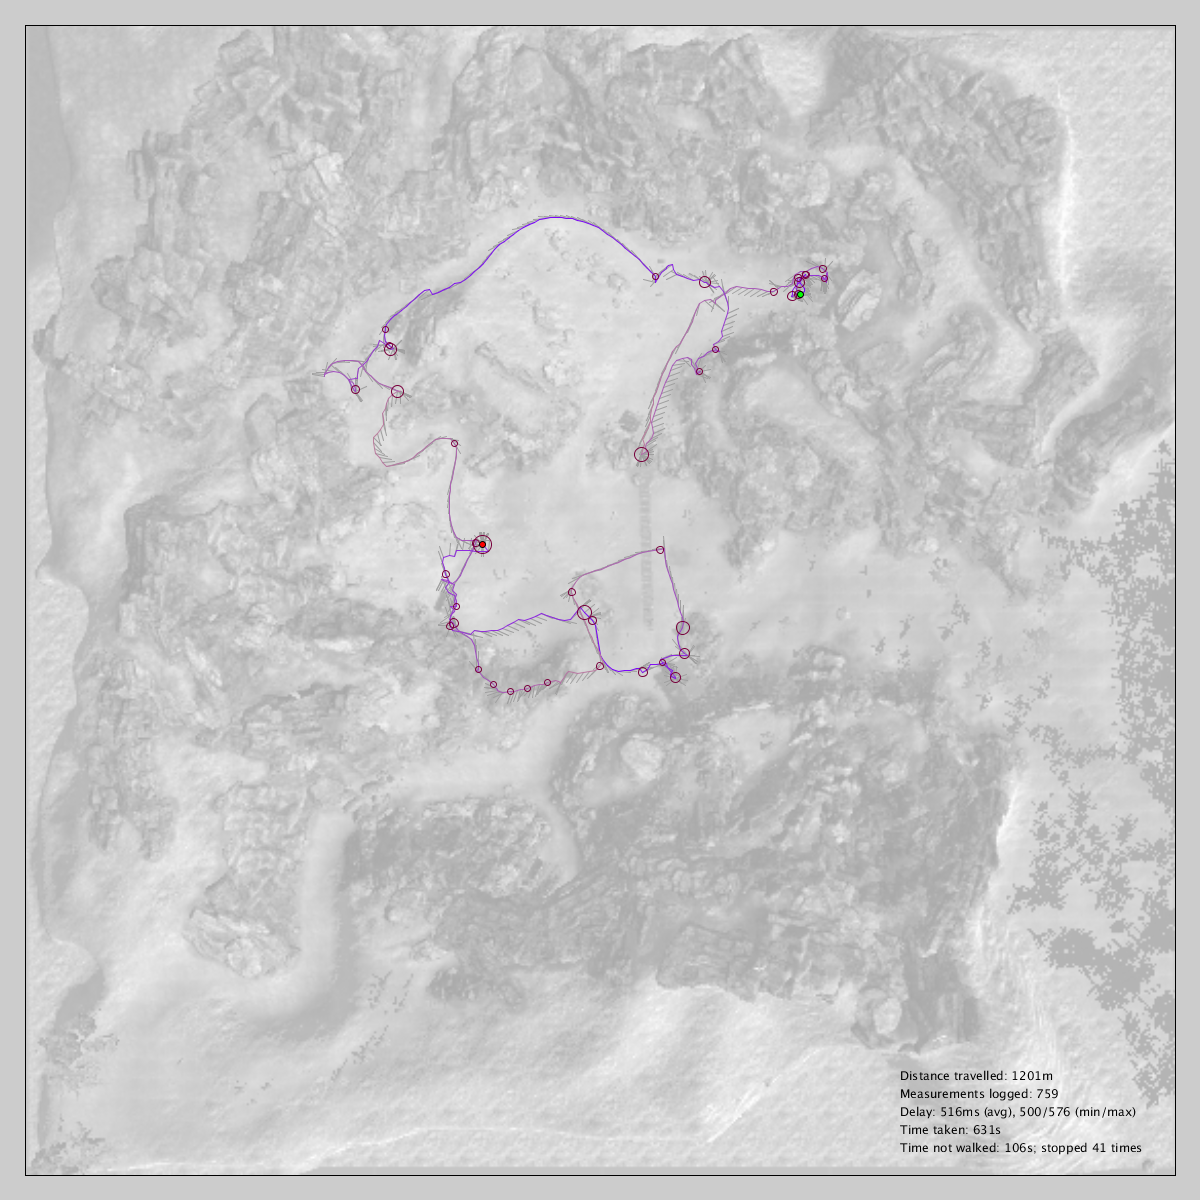 Distance travelled: 1201m
Measurements logged: 759
Delay: 516ms (avg), 500/576 (min/max)
Time taken: 631s
Time not walked: 106s; stopped 41 times